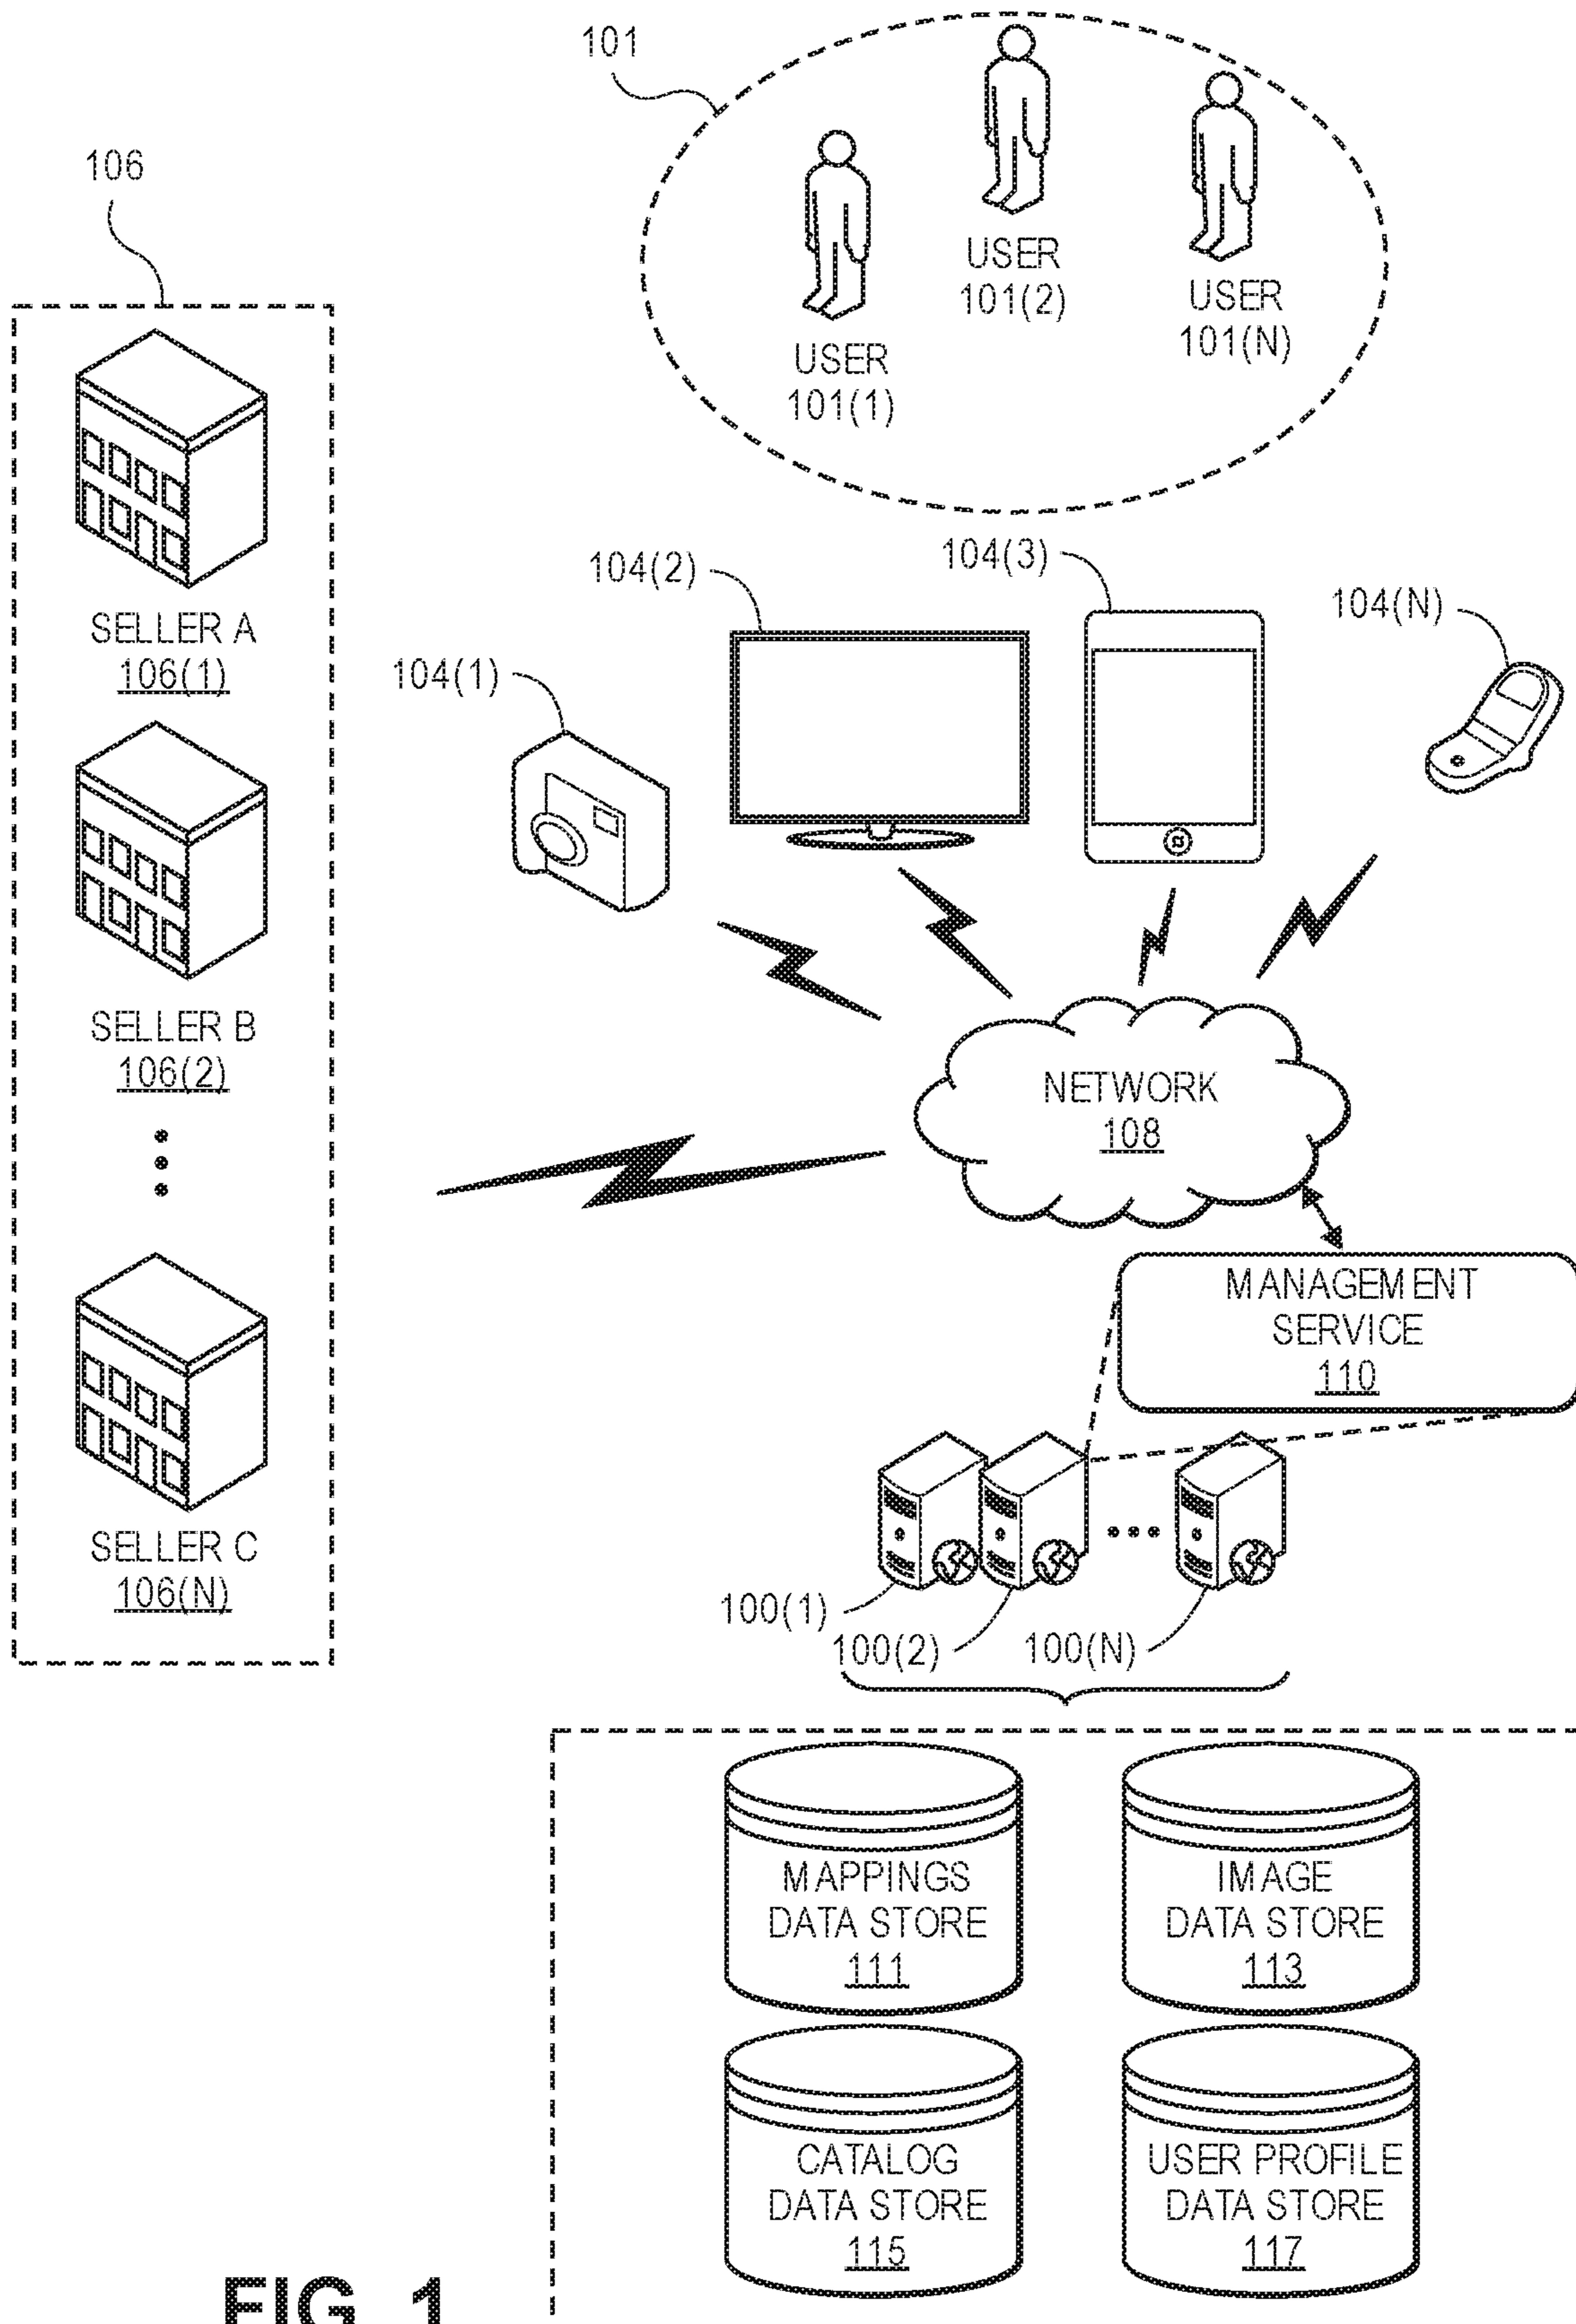 101
106
USER
101(1)
USER
101(2)
USER
101(N)
SELLER A
106(1)
SELLER B
106(2)
SELLER C
106(N)
104(1)
104(2)
104(3)
104(N)
NETWORK
108
MANAGEMENT
SERVICE
110
100(1)
100(2)
100(N)
MAPPINGS
DATA STORE
111
IMAGE
DATA STORE
113
CATALOG
DATA STORE
115
USER PROFILE
DATA STORE
117
FIG. 1